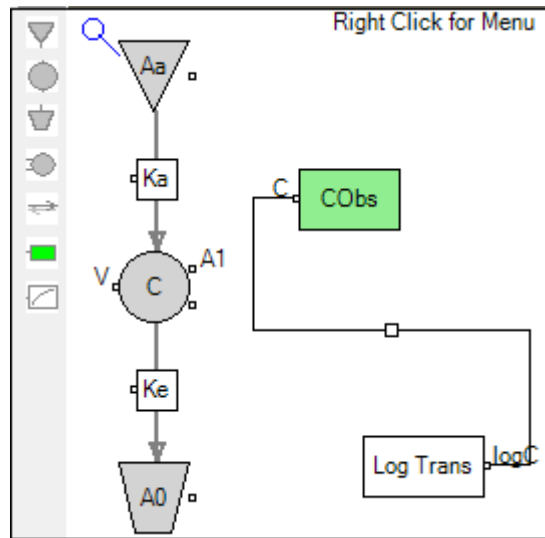 Right Click for Menu
Aa
Ka
C
CObs
A1
V
C
Ke
Log Trans
logC
A0